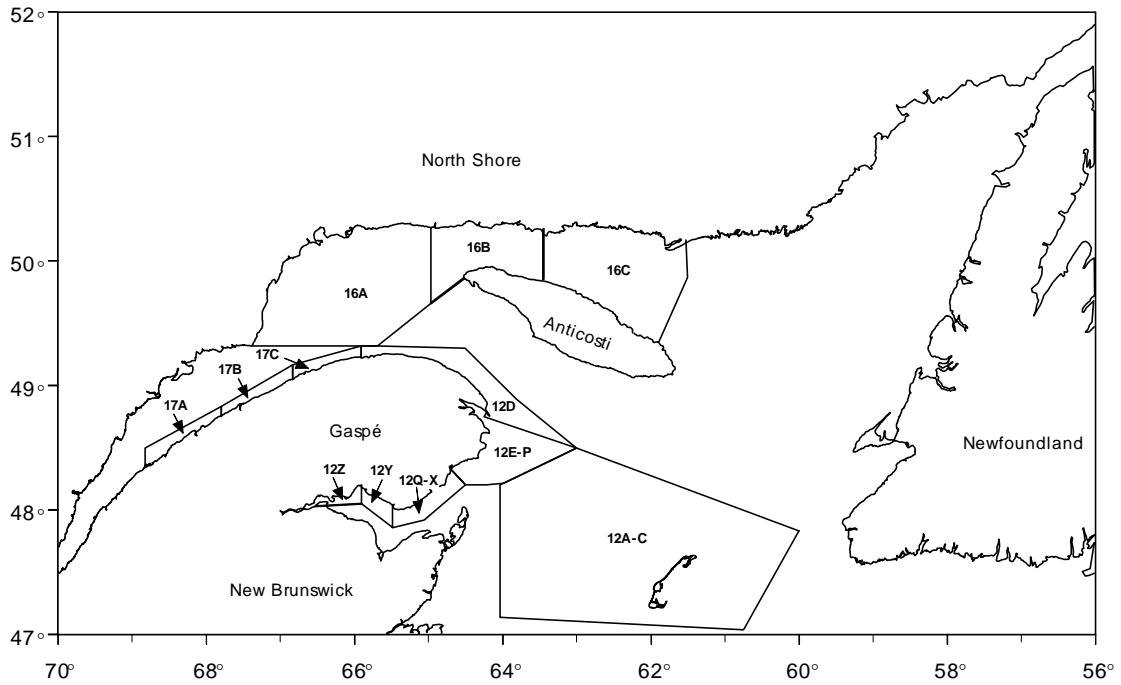 52°
51°
North Shore
50°
16B
16C
16A
Anticosti
17C
17B
49°
17A
12D
Gaspé
Newfoundland
12E-P
12Z
12Y
12Q-X
48°
12A-C
New Brunswick
47°
70°
68°
66°
64°
62°
60°
58°
56°